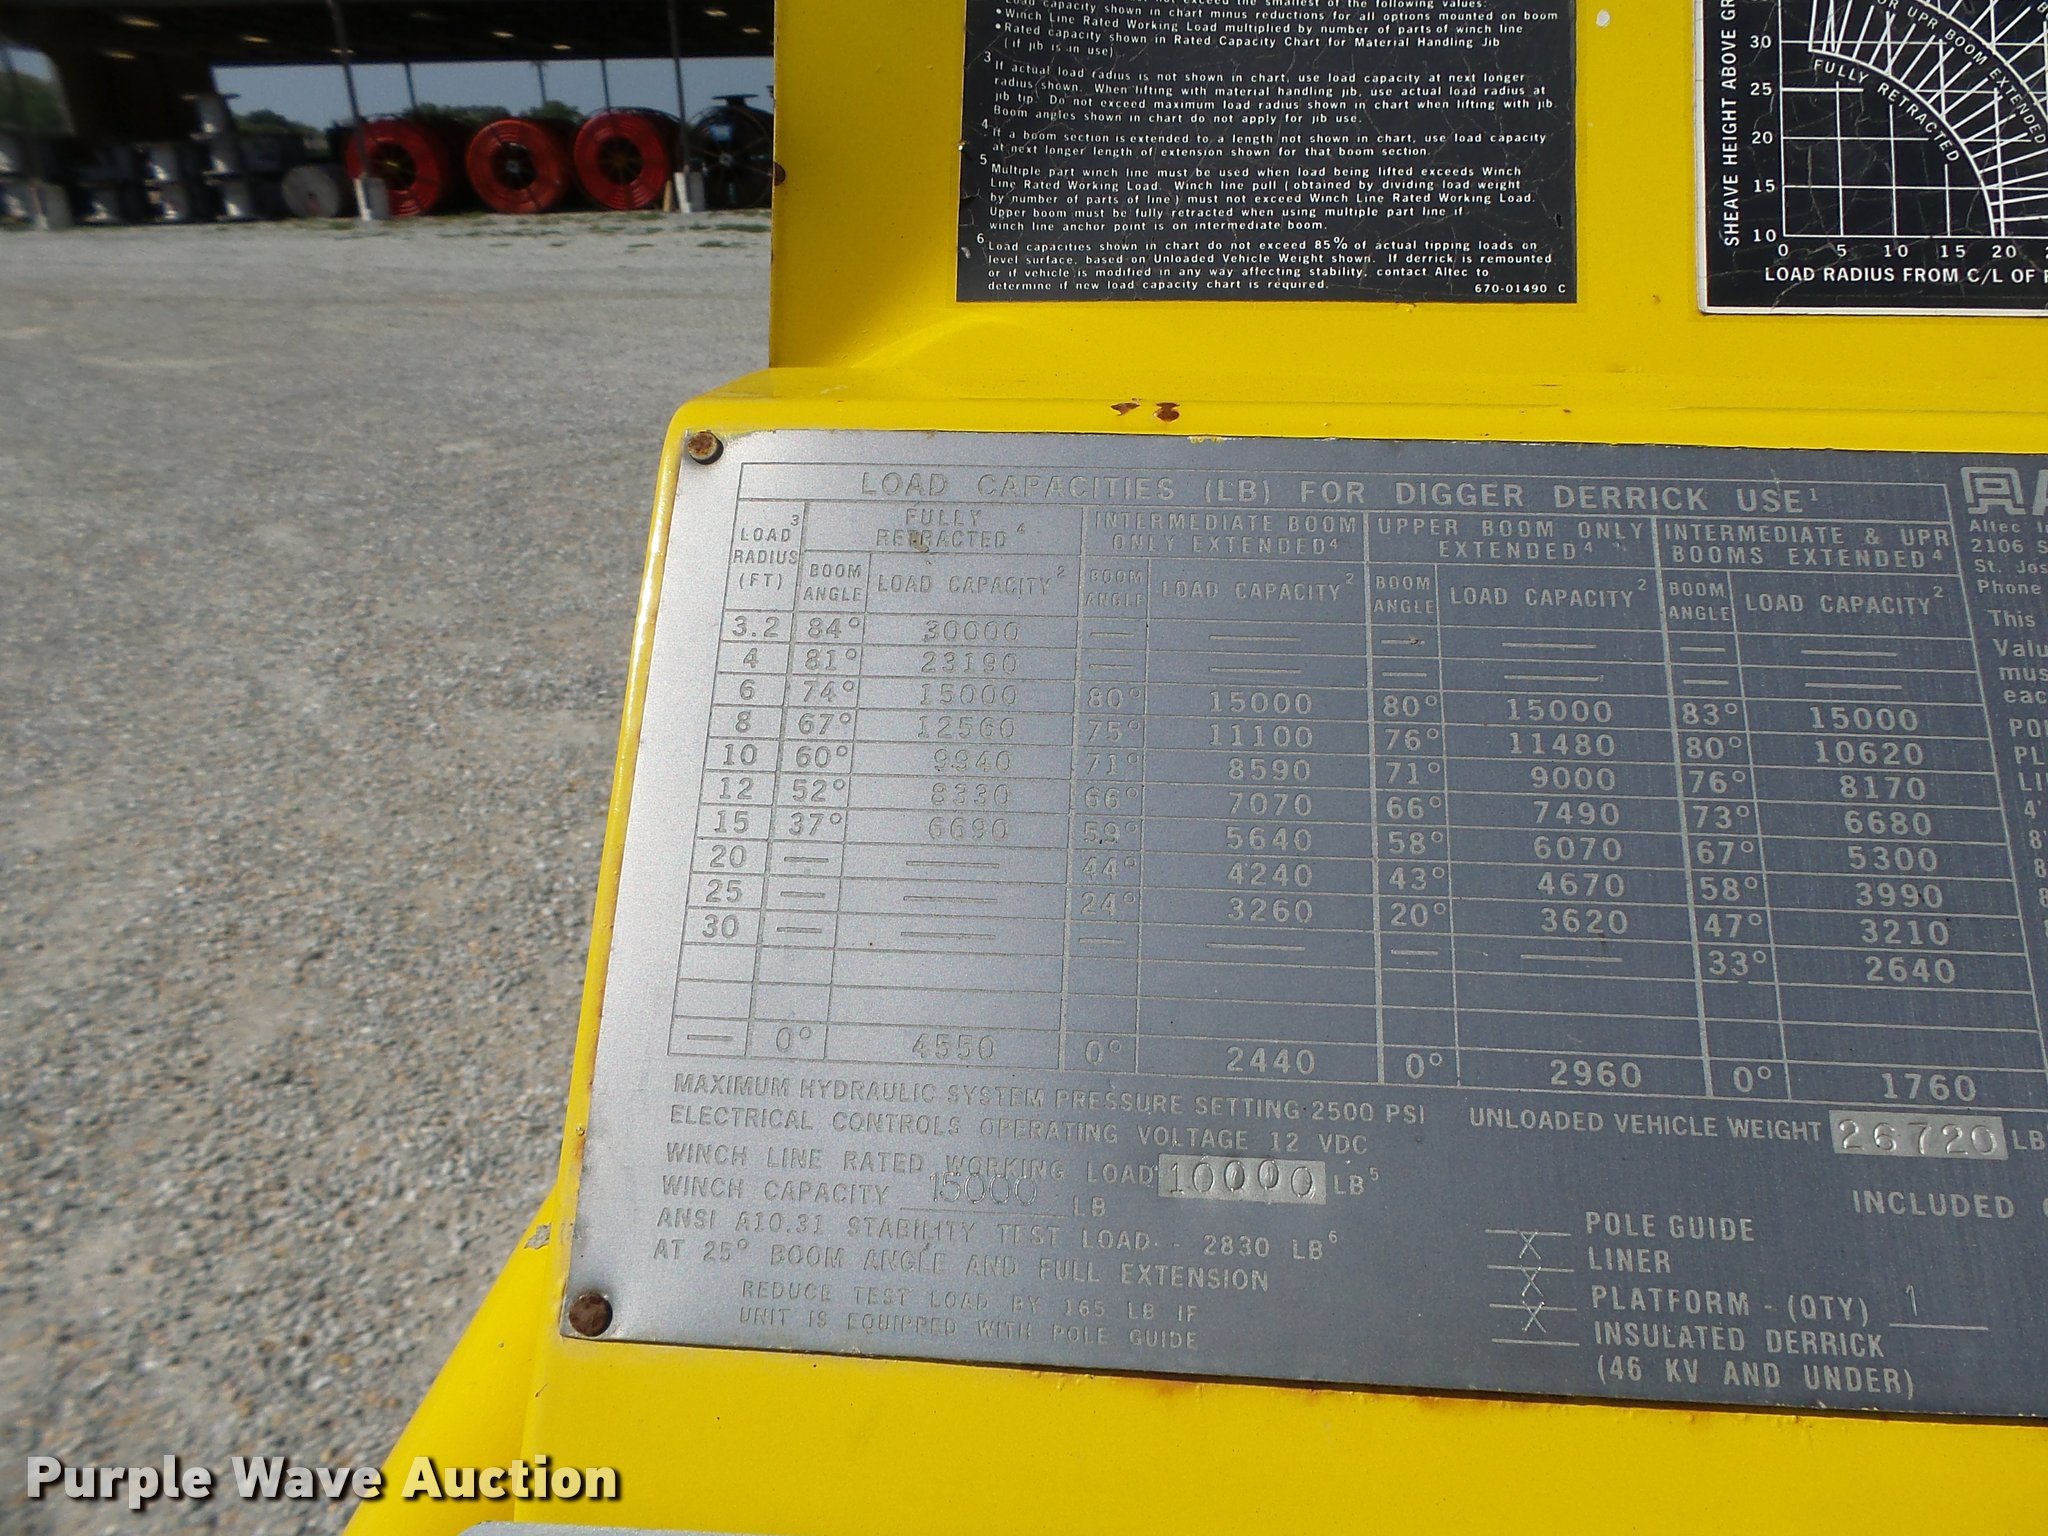 Load capacity shown in chart minus reductions for all options mounted on boom
•Winch Line Rated Working Load multiplied by number of parts of winch line
•Rated capacity shown in Rated Capacity Chart for Material Handling Jib
(if jib is in use)
3 If actual load radius is not shown in chart, use load capacity at next longer
radius shown. When lifting with material handling jib, use actual load radius at
jib tip. Do not exceed maximum load radius shown in chart when lifting with jib.
Boom angles shown in chart do not apply for jib use.
4 If a boom section is extended to a length not shown in chart, use load capacity
at next longer length of extension shown for that boom section.
5 Multiple part winch line must be used when load being lifted exceeds Winch
Line Rated Working Load. Winch line pull (obtained by dividing load weight
by number of parts of line) must not exceed Winch Line Rated Working Load.
Upper boom must be fully retracted when using multiple part line if
winch line anchor point is on intermediate boom.
6 Load capacities shown in chart do not exceed 85% of actual tipping loads on
level surface, based on Unloaded Vehicle Weight shown. If derrick is remounted
or if vehicle is modified in any way affecting stability, contact Altec to
determine if new load capacity chart is required.
670-01490 C
SHEAVE HEIGHT ABOVE GR
30
25
20
15
10
OR UPR BOOM EXTENDED
FULLY RETRACTED
0 5 10 15 20
LOAD RADIUS FROM C/L OF
LOAD CAPACITIES (LB) FOR DIGGER DERRICK USE1
LOAD3 RADIUS (FT) FULLY RETRACTED4 INTERMEDIATE BOOM ONLY EXTENDED4 UPPER BOOM ONLY EXTENDED4 INTERMEDIATE & UPR BOOMS EXTENDED4
BOOM ANGLE LOAD CAPACITY2 BOOM ANGLE LOAD CAPACITY2 BOOM ANGLE LOAD CAPACITY2 BOOM ANGLE LOAD CAPACITY2
3.2 84° 30000 — — — — — —
4 81° 23190 — — — — — —
6 74° 15000 80° 15000 80° 15000 83° 15000
8 67° 12560 75° 11100 76° 11480 80° 10620
10 60° 9940 71° 8590 71° 9000 76° 8170
12 52° 8330 66° 7070 66° 7490 73° 6680
15 37° 6690 59° 5640 58° 6070 67° 5300
20 — — 44° 4240 43° 4670 58° 3990
25 — — 24° 3260 20° 3620 47° 3210
30 — — — — — — 33° 2640
— 0° 4550 0° 2440 0° 2960 0° 1760
MAXIMUM HYDRAULIC SYSTEM PRESSURE SETTING-2500 PSI
ELECTRICAL CONTROLS OPERATING VOLTAGE 12 VDC
WINCH LINE RATED WORKING LOAD 10000 LB5
WINCH CAPACITY 15000 LB
ANSI A10.31 STABILITY TEST LOAD - 2830 LB6
AT 25° BOOM ANGLE AND FULL EXTENSION
REDUCE TEST LOAD BY 165 LB IF
UNIT IS EQUIPPED WITH POLE GUIDE
UNLOADED VEHICLE WEIGHT 26720 LB
INCLUDED
POLE GUIDE
X LINER
X PLATFORM - (QTY) 1
X INSULATED DERRICK
(46 KV AND UNDER)
Altec
2106 S
St. Jos
Phone
This
Valu
mus
eac
4'
8'
Purple Wave Auction